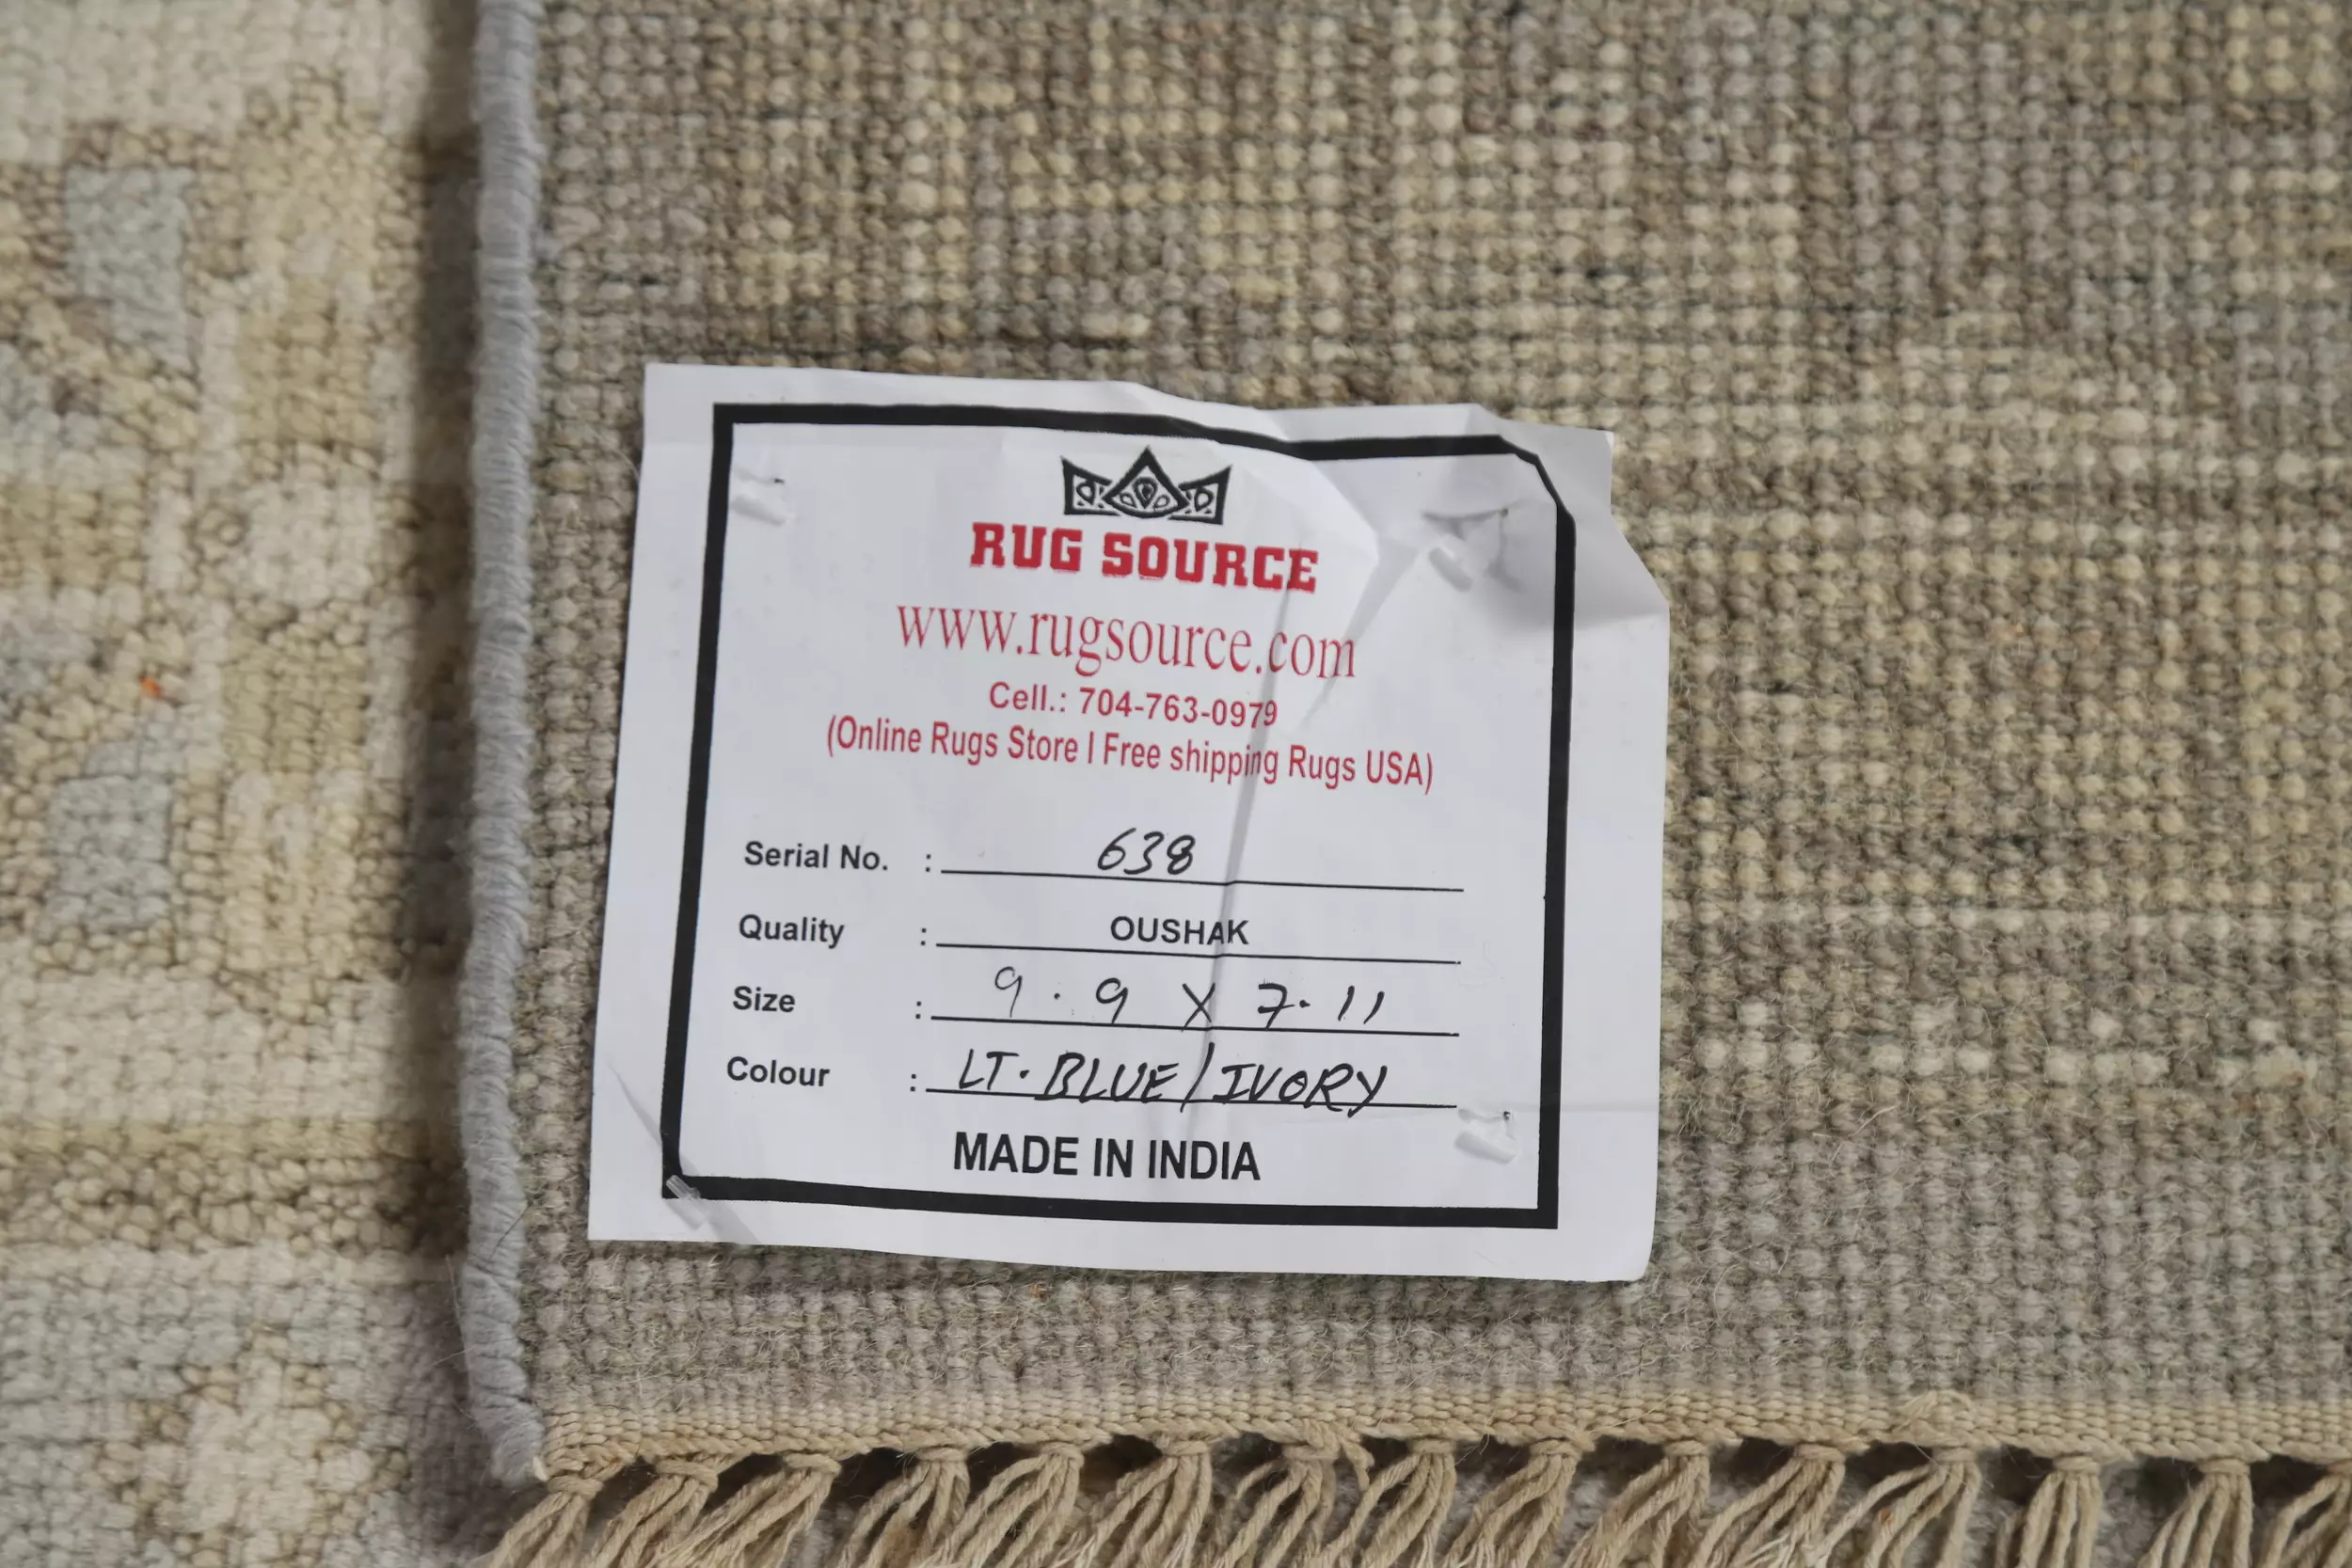 RUG SOURCE
www.rugsource.com
Cell.: 704-763-0979
(Online Rugs Store I Free shipping Rugs USA)
Serial No. : 638
Quality : OUSHAK
Size : 9.9 X 7.11
Colour : LT. BLUE/IVORY
MADE IN INDIA